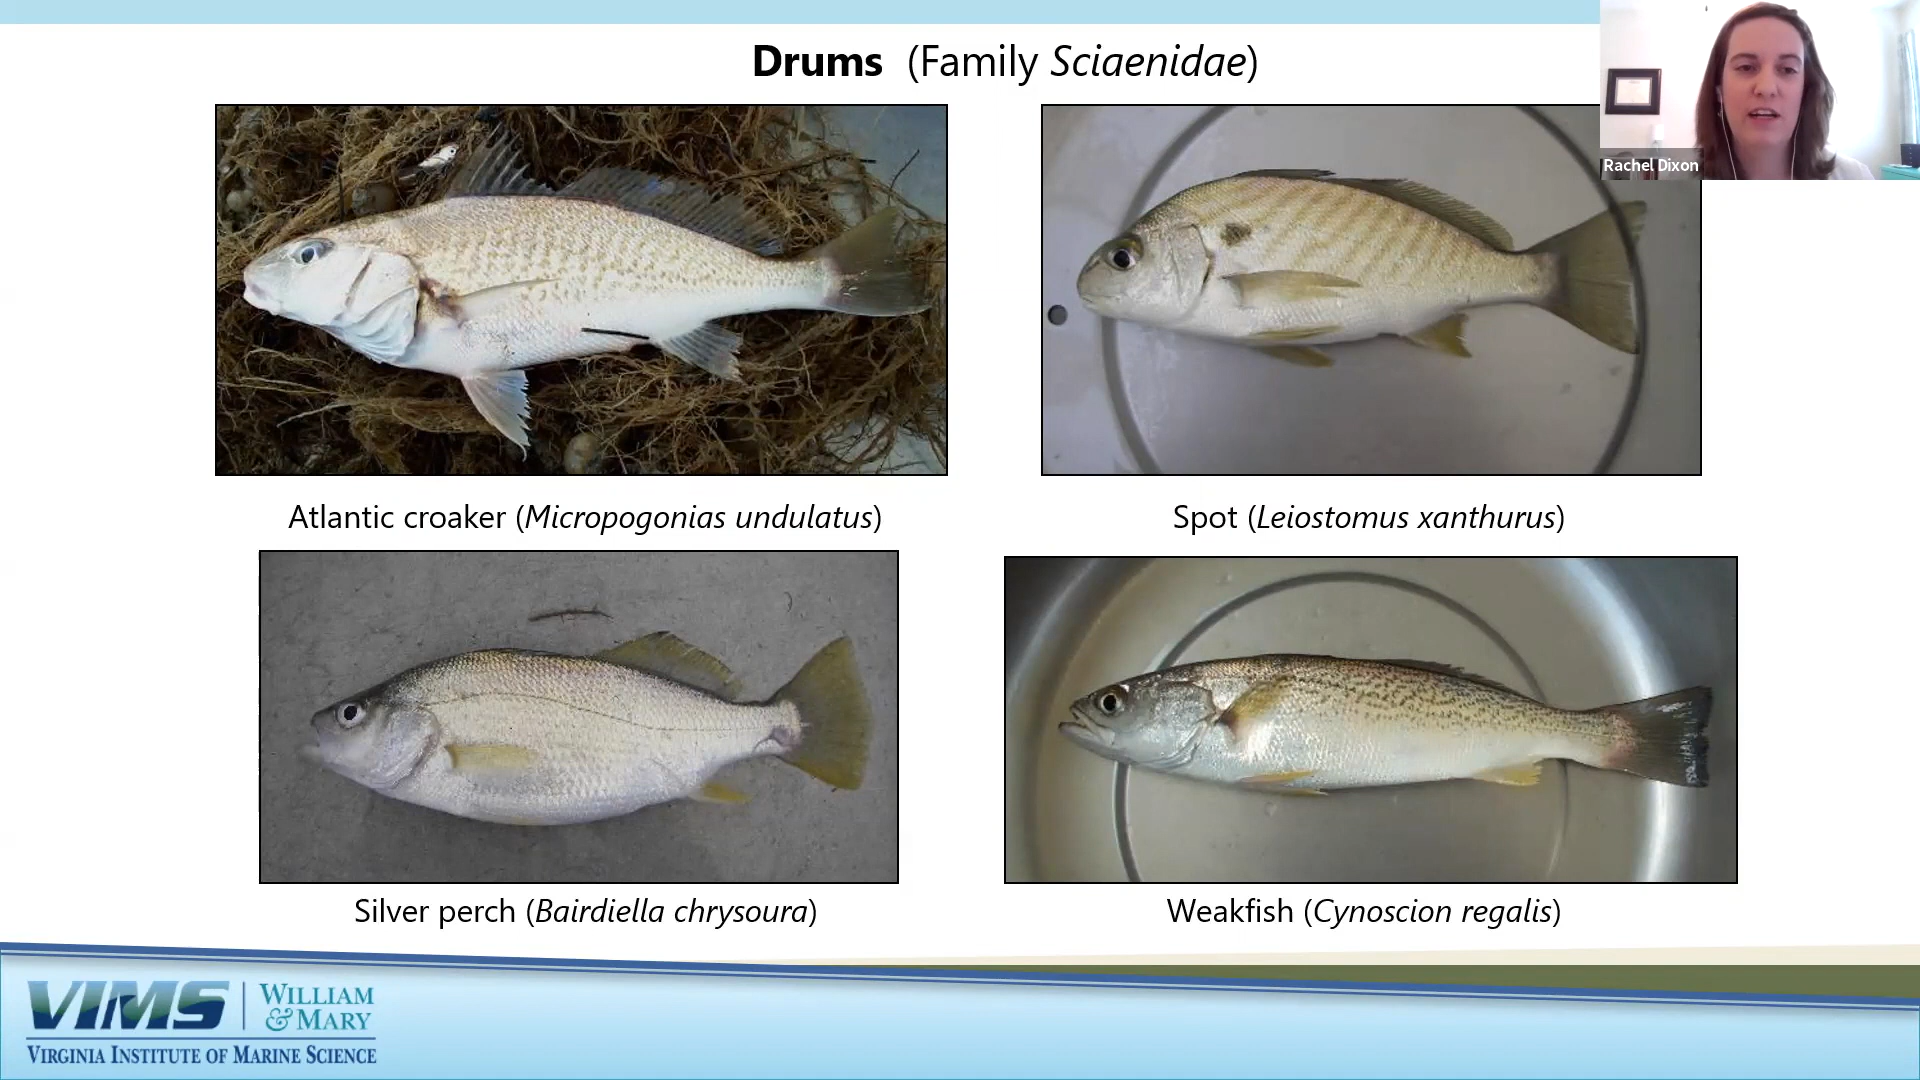 Drums (Family Sciaenidae)
Rachel Dixon
Atlantic croaker (Micropogonias undulatus)
Spot (Leiostomus xanthurus)
Silver perch (Bairdiella chrysoura)
Weakfish (Cynoscion regalis)
VIMS
WILLIAM
& MARY
VIRGINIA INSTITUTE OF MARINE SCIENCE